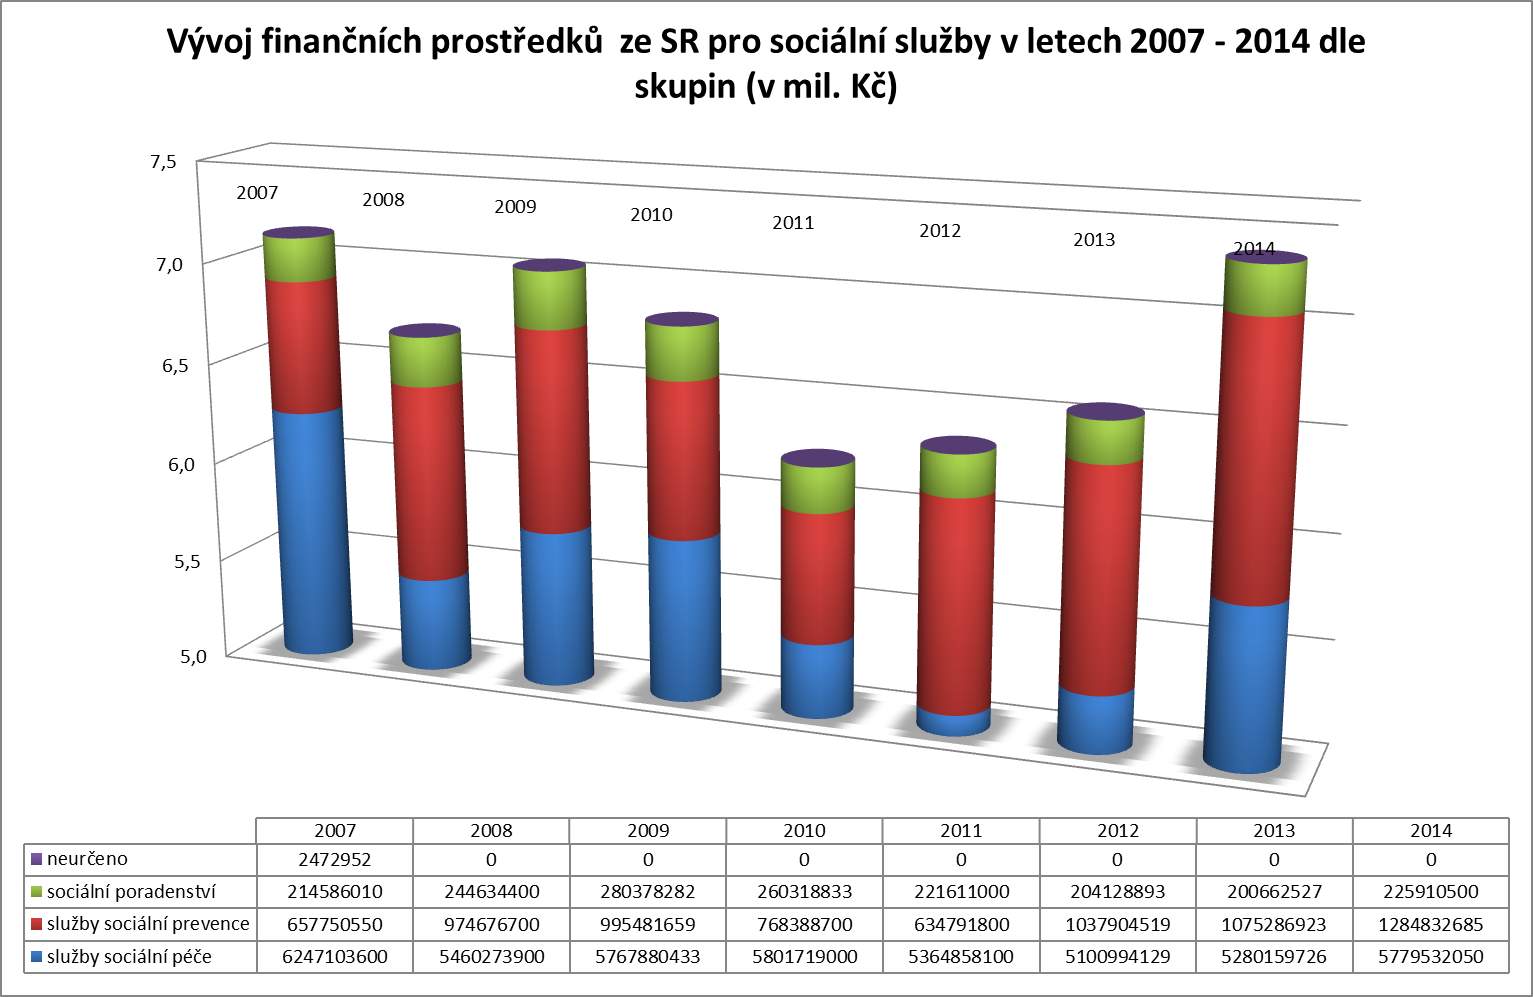 Vývoj finančních prostředků  ze SR pro sociální služby v letech 2007 - 2014 dle
skupin (v mil. Kč)
7,5
7,0
6,5
6,0
5,5
5,0
2007
2008
2009
2010
2011
2012
2013
2014
2007 2008 2009 2010 2011 2012 2013 2014
neurčeno 2472952 0 0 0 0 0 0 0
sociální poradenství 214586010 244634400 280378282 260318833 221611000 204128893 200662527 225910500
služby sociální prevence 657750550 974676700 995481659 768388700 634791800 1037904519 1075286923 1284832685
služby sociální péče 6247103600 5460273900 5767880433 5801719000 5364858100 5100994129 5280159726 5779532050